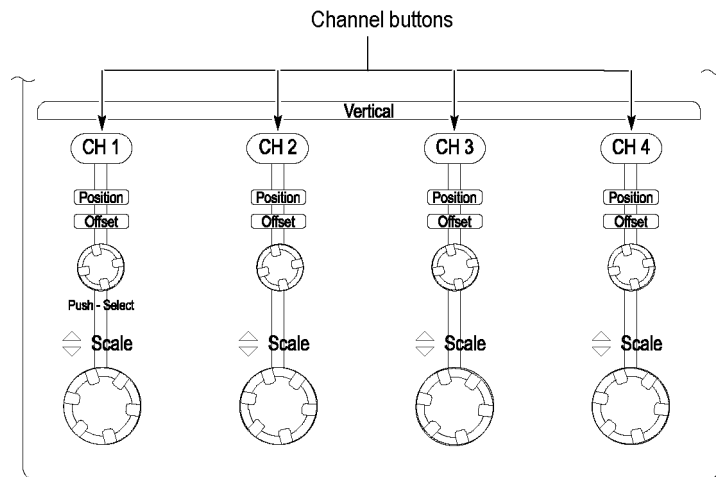 Channel buttons
Vertical
CH 1 CH 2 CH 3 CH 4
Position Position Position Position
Offset Offset Offset Offset
Push - Select
Scale Scale Scale Scale